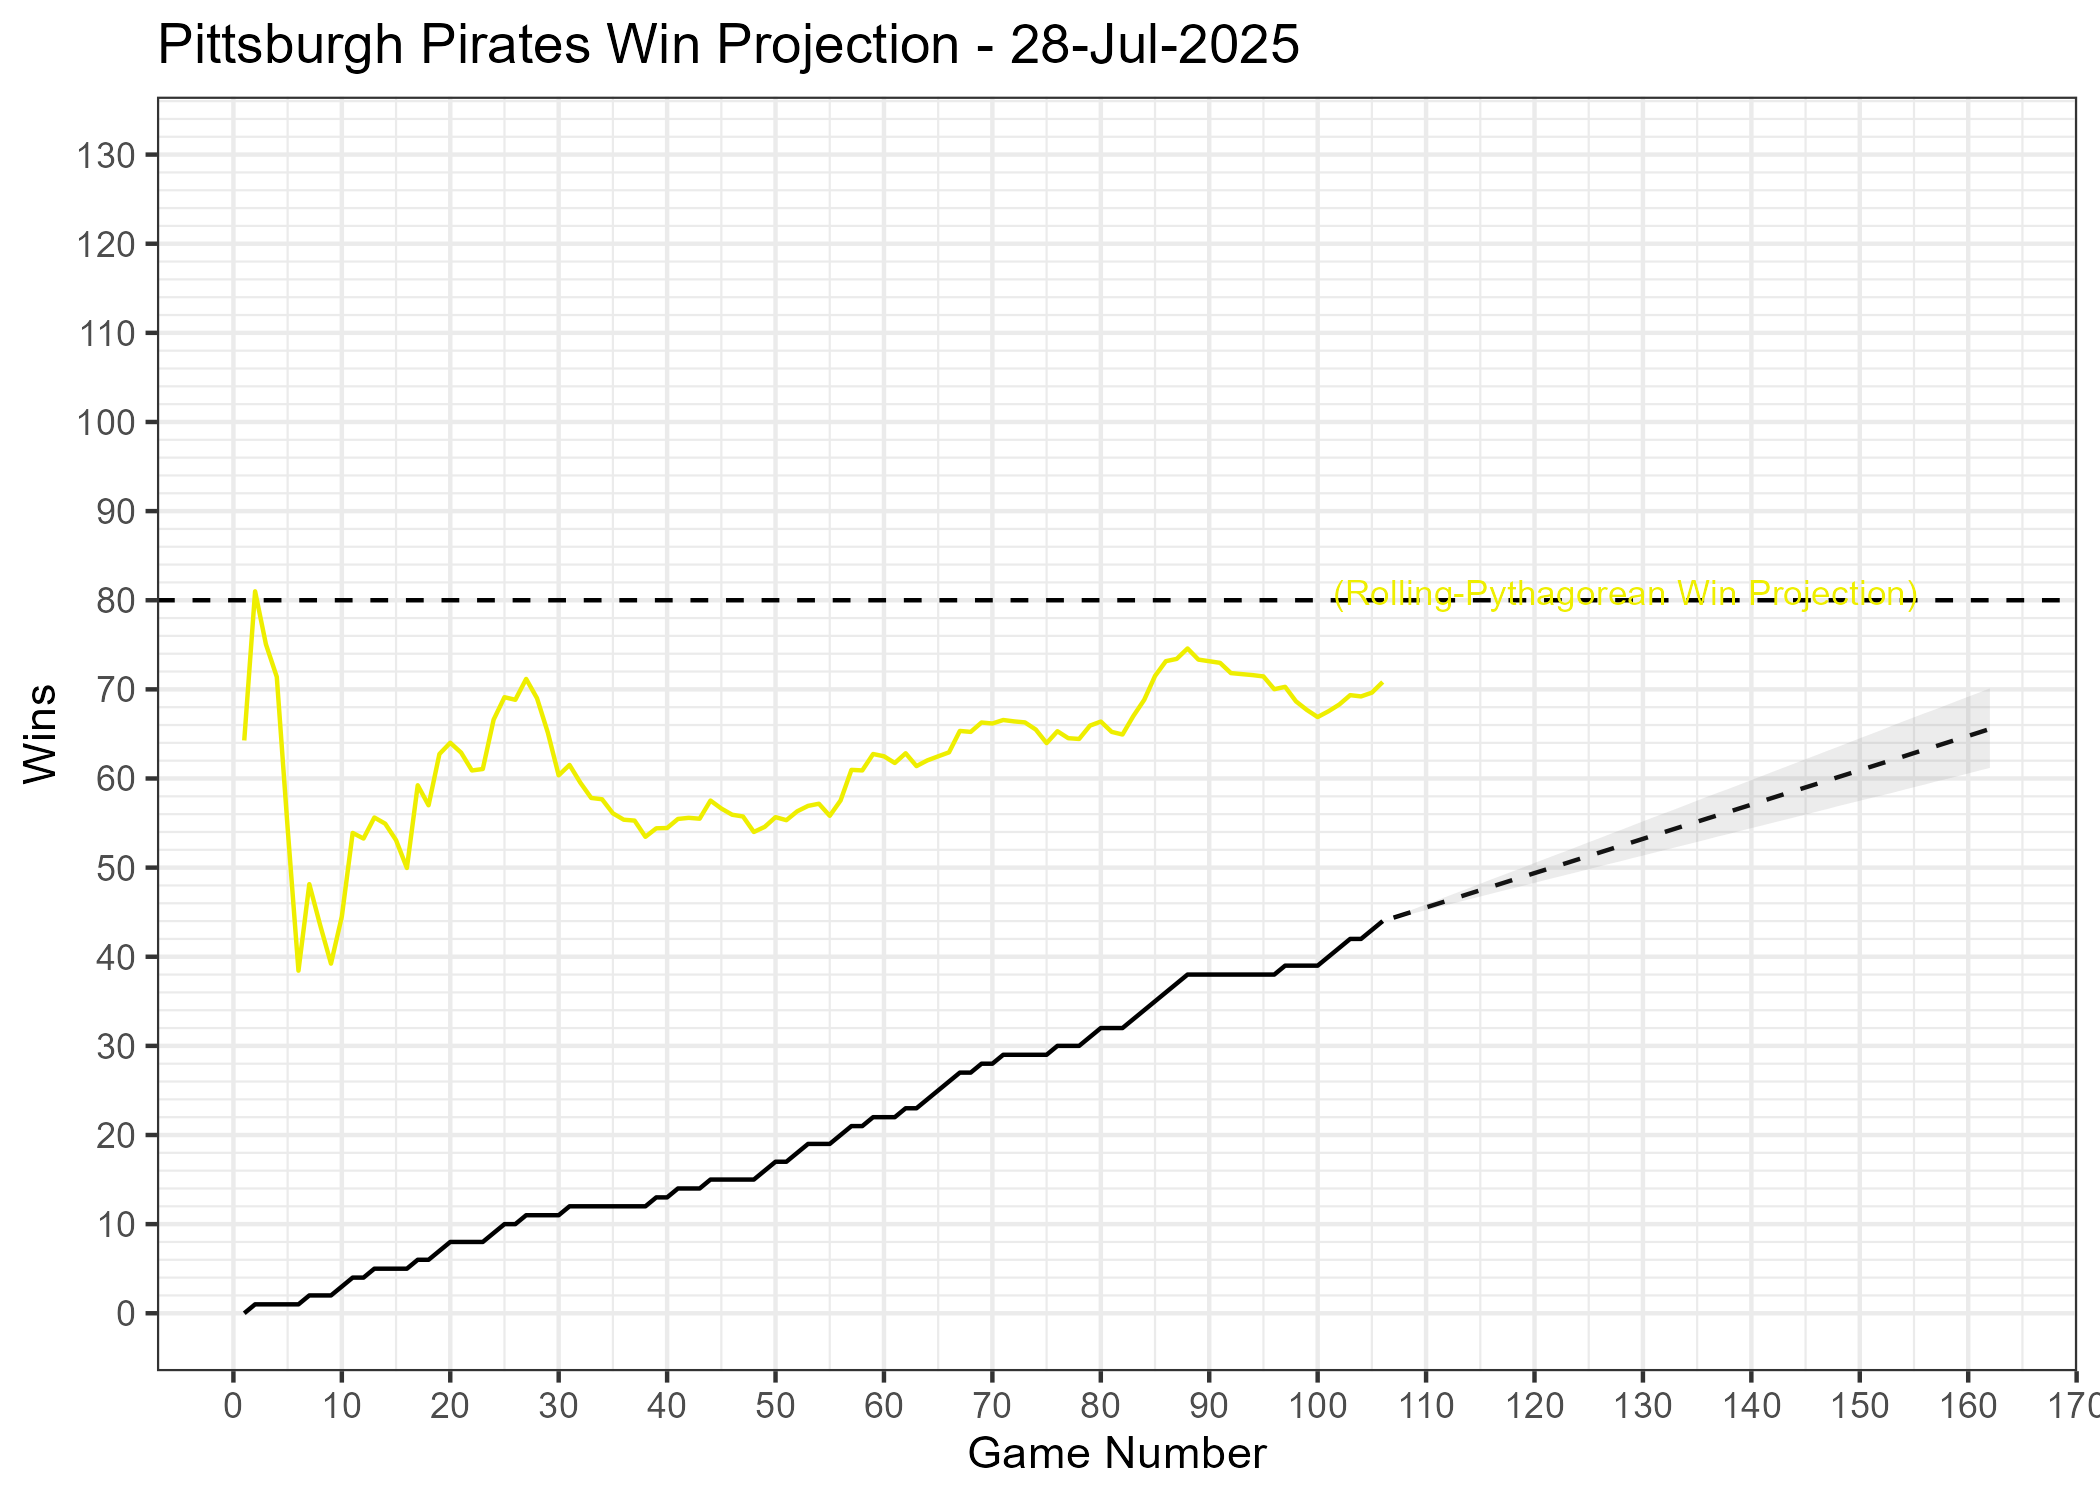 Pittsburgh Pirates Win Projection - 28-Jul-2025
Wins
130
120
110
100
90
80
70
60
50
40
30
20
10
0
(Rolling-Pythagorean Win Projection)
0 10 20 30 40 50 60 70 80 90 100 110 120 130 140 150 160 170
Game Number